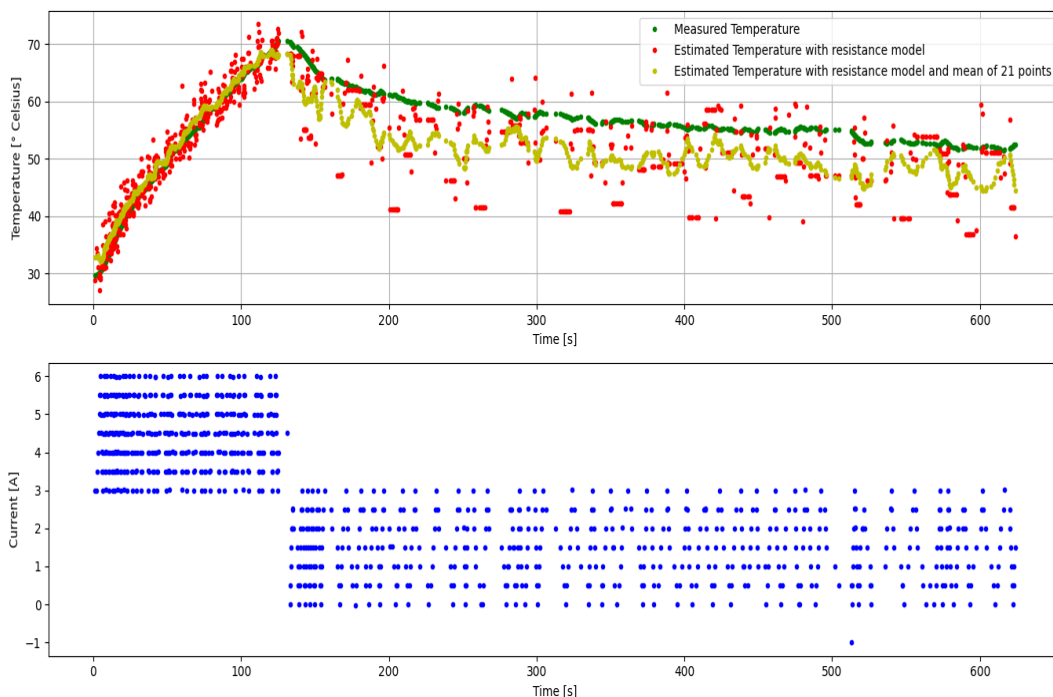 Measured Temperature
Estimated Temperature with resistance model
Estimated Temperature with resistance model and mean of 21 points
Temperature [ ° Celsius]
70
60
50
40
30
0 100 200 300 400 500 600
Time [s]
Current [A]
6
5
4
3
2
1
0
−1
0 100 200 300 400 500 600
Time [s]